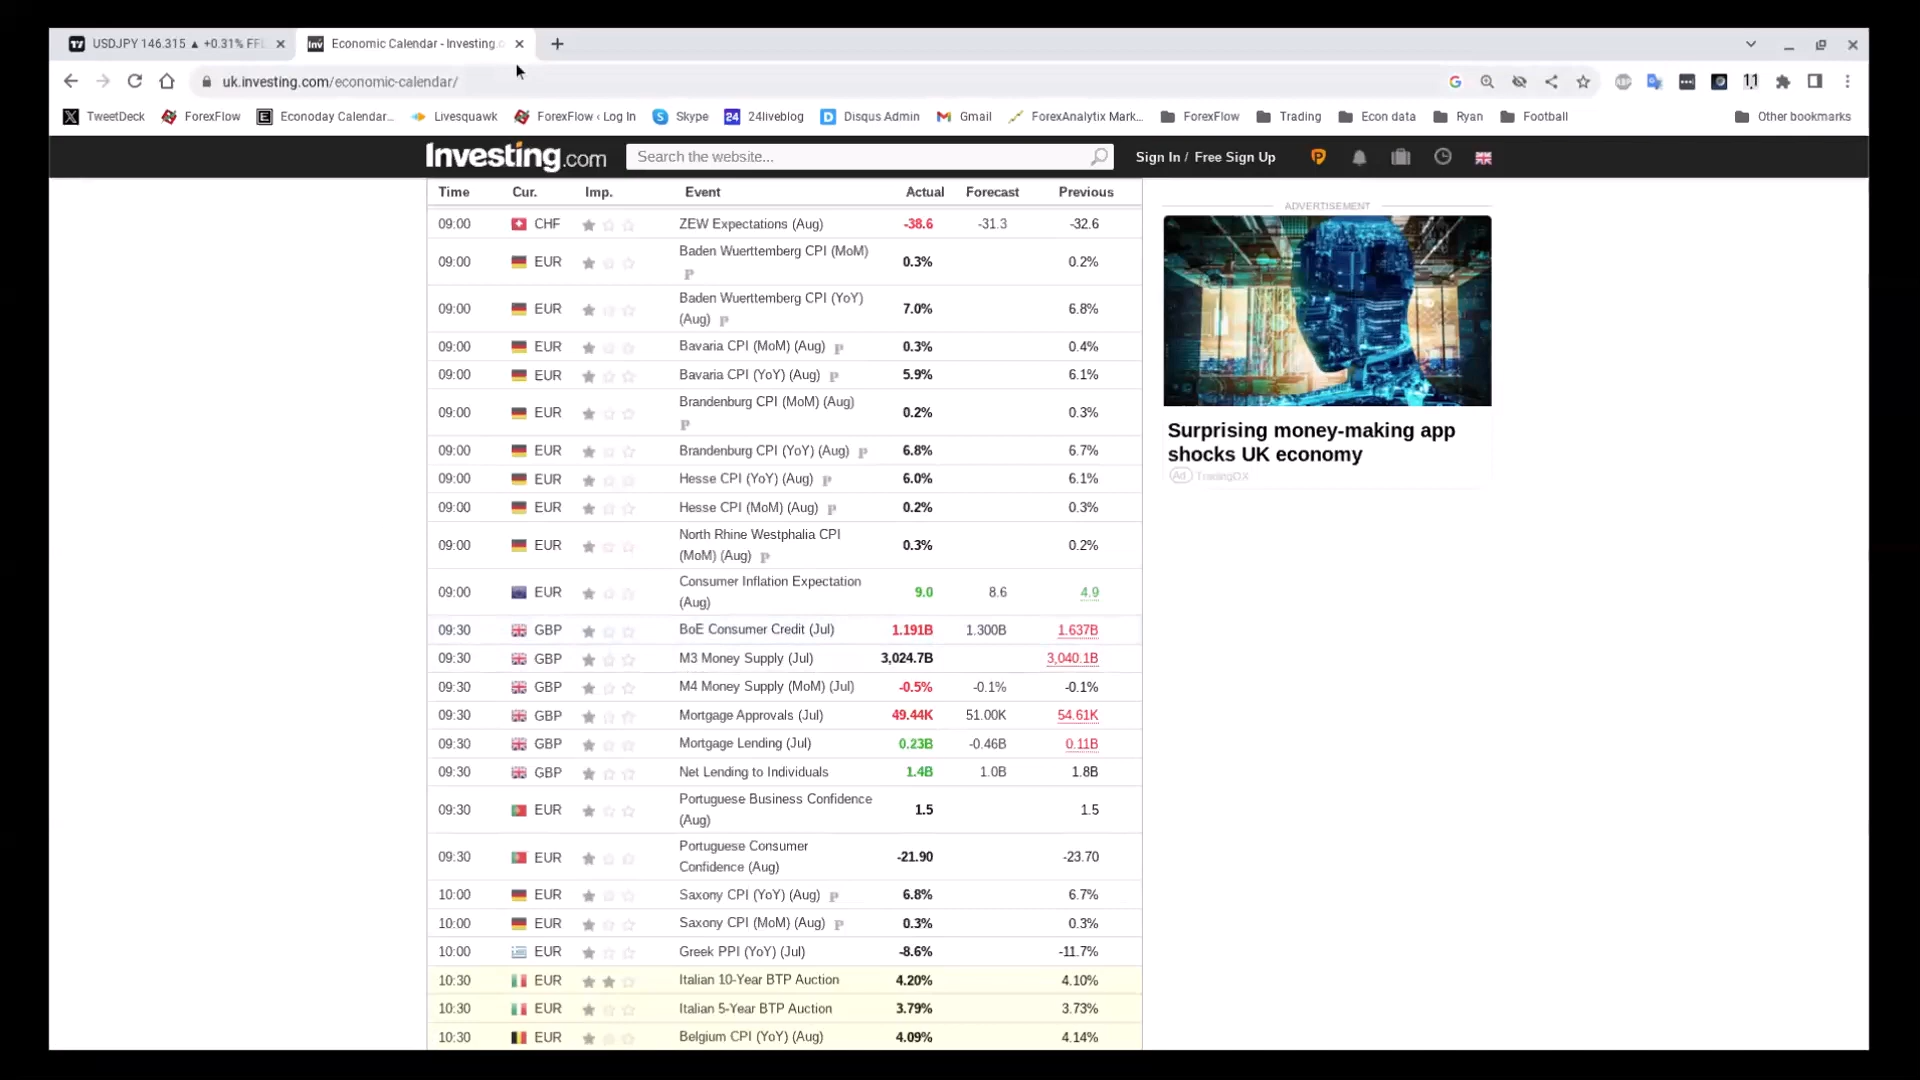 USDJPY 146.315 ▲ +0.31% FFL
Economic Calendar - Investing.c
uk.investing.com/economic-calendar/
TweetDeck ForexFlow Econoday Calendar... Livesquawk ForexFlow ‹ Log In Skype 24liveblog Disqus Admin Gmail ForexAnalytix Mark... ForexFlow Trading Econ data Ryan Football Other bookmarks
Investing.com Search the website... Sign In / Free Sign Up
Time Cur. Imp. Event Actual Forecast Previous
09:00 CHF ZEW Expectations (Aug) -38.6 -31.3 -32.6
09:00 EUR Baden Wuerttemberg CPI (MoM) P 0.3% 0.2%
09:00 EUR Baden Wuerttemberg CPI (YoY) (Aug) P 7.0% 6.8%
09:00 EUR Bavaria CPI (MoM) (Aug) P 0.3% 0.4%
09:00 EUR Bavaria CPI (YoY) (Aug) P 5.9% 6.1%
09:00 EUR Brandenburg CPI (MoM) (Aug) P 0.2% 0.3%
09:00 EUR Brandenburg CPI (YoY) (Aug) P 6.8% 6.7%
09:00 EUR Hesse CPI (YoY) (Aug) P 6.0% 6.1%
09:00 EUR Hesse CPI (MoM) (Aug) P 0.2% 0.3%
09:00 EUR North Rhine Westphalia CPI (MoM) (Aug) P 0.3% 0.2%
09:00 EUR Consumer Inflation Expectation (Aug) 9.0 8.6 4.9
09:30 GBP BoE Consumer Credit (Jul) 1.191B 1.300B 1.637B
09:30 GBP M3 Money Supply (Jul) 3,024.7B 3,040.1B
09:30 GBP M4 Money Supply (MoM) (Jul) -0.5% -0.1% -0.1%
09:30 GBP Mortgage Approvals (Jul) 49.44K 51.00K 54.61K
09:30 GBP Mortgage Lending (Jul) 0.23B -0.46B 0.11B
09:30 GBP Net Lending to Individuals 1.4B 1.0B 1.8B
09:30 EUR Portuguese Business Confidence (Aug) 1.5 1.5
09:30 EUR Portuguese Consumer Confidence (Aug) -21.90 -23.70
10:00 EUR Saxony CPI (YoY) (Aug) P 6.8% 6.7%
10:00 EUR Saxony CPI (MoM) (Aug) P 0.3% 0.3%
10:00 EUR Greek PPI (YoY) (Jul) -8.6% -11.7%
10:30 EUR Italian 10-Year BTP Auction 4.20% 4.10%
10:30 EUR Italian 5-Year BTP Auction 3.79% 3.73%
10:30 EUR Belgium CPI (YoY) (Aug) 4.09% 4.14%
ADVERTISEMENT
Surprising money-making app
shocks UK economy
Ad TradingDX